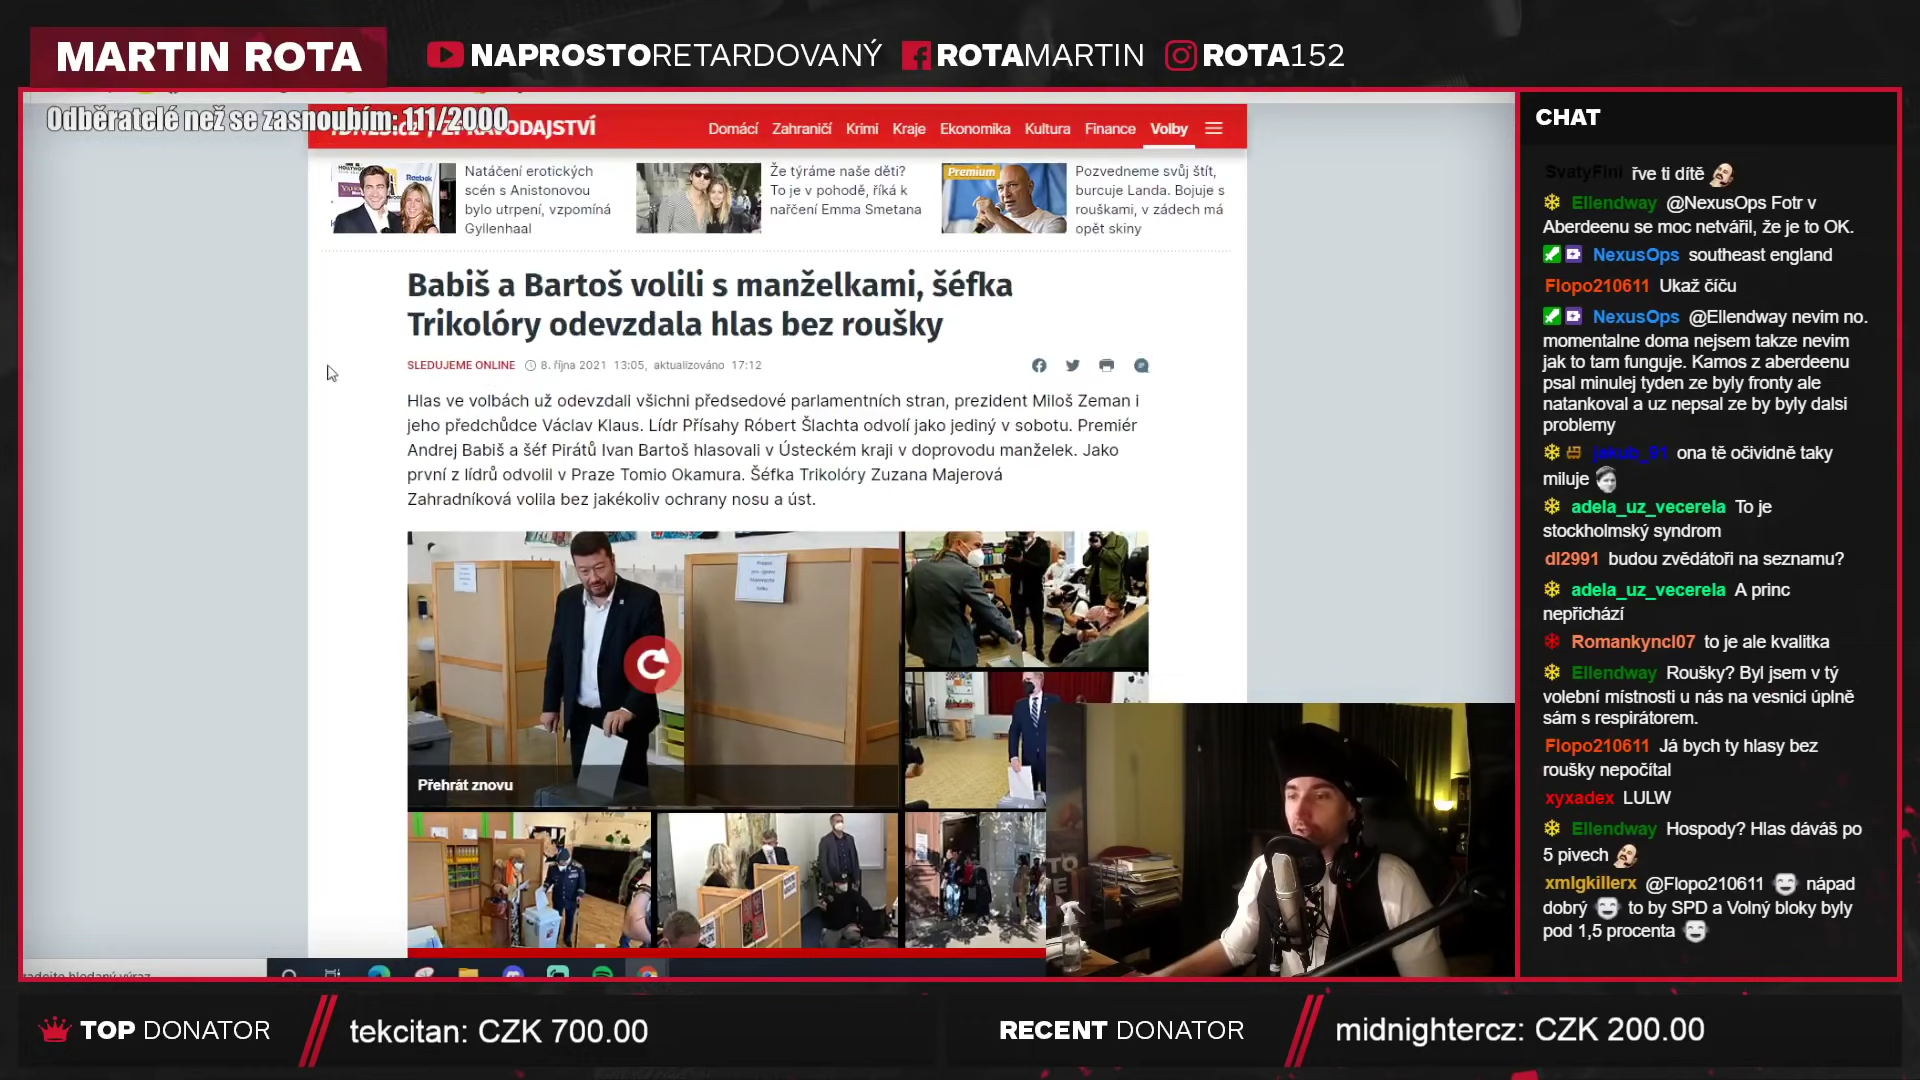 MARTIN ROTA
NAPROSTORETARDOVANÝ
ROTAMARTIN
ROTA152
Odběratelé než se zasnoubím: 111/2000
Domácí Zahraničí Krimi Kraje Ekonomika Kultura Finance Volby
Natáčení erotických
scén s Anistonovou
bylo utrpení, vzpomíná
Gyllenhaal
Že týráme naše děti?
To je v pohodě, říká k
nařčení Emma Smetana
Premium
Pozvedneme svůj štít,
burcuje Landa. Bojuje s
rouškami, v zádech má
opět skiny
Babiš a Bartoš volili s manželkami, šéfka
Trikolóry odevzdala hlas bez roušky
SLEDUJEME ONLINE 8. října 2021 13:05, aktualizováno 17:12
Hlas ve volbách už odevzdali všichni předsedové parlamentních stran, prezident Miloš Zeman i
jeho předchůdce Václav Klaus. Lídr Přísahy Róbert Šlachta odvolí jako jediný v sobotu. Premiér
Andrej Babiš a šéf Pirátů Ivan Bartoš hlasovali v Ústeckém kraji v doprovodu manželek. Jako
první z lídrů odvolil v Praze Tomio Okamura. Šéfka Trikolóry Zuzana Majerová
Zahradníková volila bez jakékoliv ochrany nosu a úst.
Přehrát znovu
CHAT
SvatyFini řve ti dítě
Ellendway @NexusOps Fotr v
Aberdeenu se moc netvářil, že je to OK.
NexusOps southeast england
Flopo210611 Ukaž číču
NexusOps @Ellendway nevim no.
momentalne doma nejsem takze nevim
jak to tam funguje. Kamos z aberdeenu
psal minulej tyden ze byly fronty ale
natankoval a uz nepsal ze by byly dalsi
problemy
jakub_91 ona tě očividně taky
miluje
adela_uz_vecerela To je
stockholmský syndrom
dl2991 budou zvědátoři na seznamu?
adela_uz_vecerela A princ
nepřichází
Romankyncl07 to je ale kvalitka
Ellendway Roušky? Byl jsem v tý
volební místnosti u nás na vesnici úplně
sám s respirátorem.
Flopo210611 Já bych ty hlasy bez
roušky nepočítal
xyxadex LULW
Ellendway Hospody? Hlas dáváš po
5 pivech
xmlgkillerx @Flopo210611 nápad
dobrý to by SPD a Volný bloky byly
pod 1,5 procenta
TOP DONATOR
tekcitan: CZK 700.00
RECENT DONATOR
midnightercz: CZK 200.00